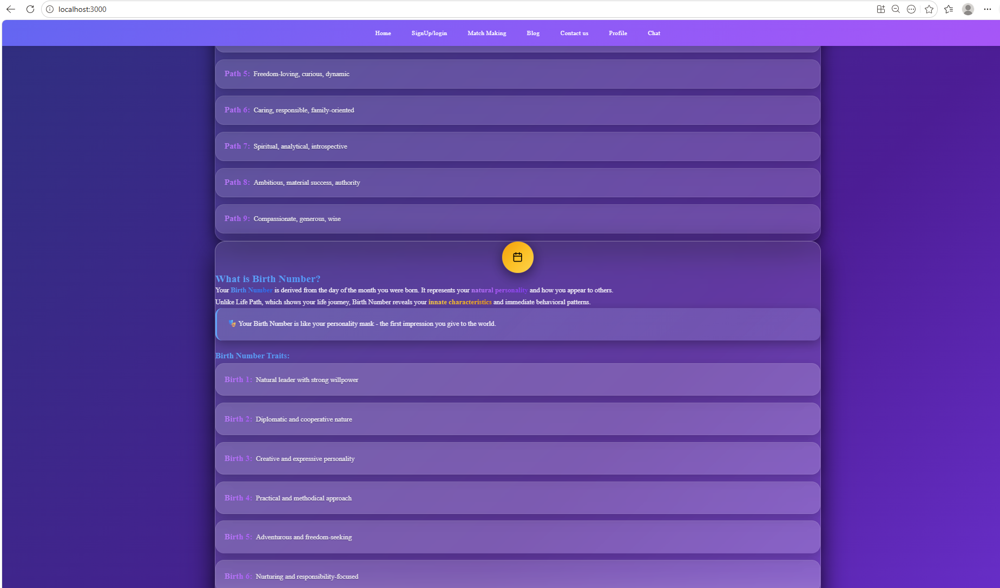 localhost:3000
Home SignUp/login Match Making Blog Contact us Profile Chat
Path 5: Freedom-loving, curious, dynamic
Path 6: Caring, responsible, family-oriented
Path 7: Spiritual, analytical, introspective
Path 8: Ambitious, material success, authority
Path 9: Compassionate, generous, wise
What is Birth Number?
Your Birth Number is derived from the day of the month you were born. It represents your natural personality and how you appear to others.
Unlike Life Path, which shows your life journey, Birth Number reveals your innate characteristics and immediate behavioral patterns.
🎭 Your Birth Number is like your personality mask - the first impression you give to the world.
Birth Number Traits:
Birth 1: Natural leader with strong willpower
Birth 2: Diplomatic and cooperative nature
Birth 3: Creative and expressive personality
Birth 4: Practical and methodical approach
Birth 5: Adventurous and freedom-seeking
Birth 6: Nurturing and responsibility-focused